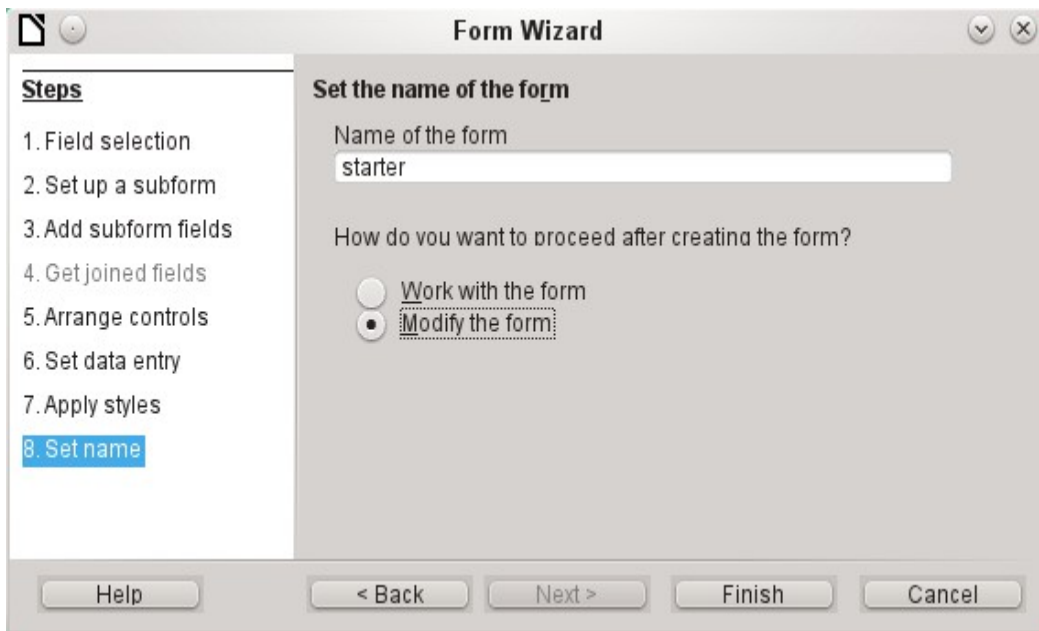 Form Wizard
Steps
1. Field selection
2. Set up a subform
3. Add subform fields
4. Get joined fields
5. Arrange controls
6. Set data entry
7. Apply styles
8. Set name
Set the name of the form
Name of the form
starter
How do you want to proceed after creating the form?
Work with the form
Modify the form
Help
< Back
Next >
Finish
Cancel